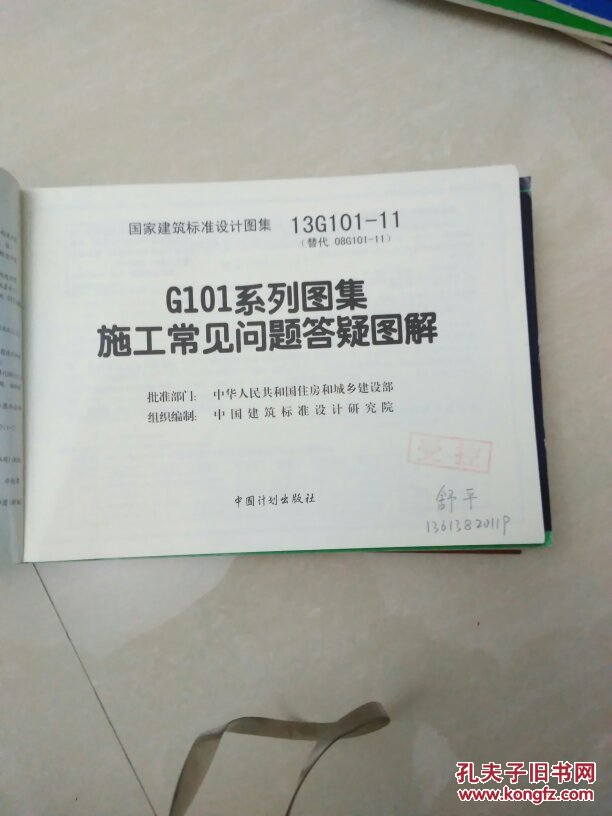 国家建筑标准设计图集 13G101-11
(替代 08G101-11)
G101系列图集
施工常见问题答疑图解
批准部门: 中华人民共和国住房和城乡建设部
组织编制: 中国建筑标准设计研究院
中国计划出版社
舒平
孔夫子旧书网
www.kongfz.com